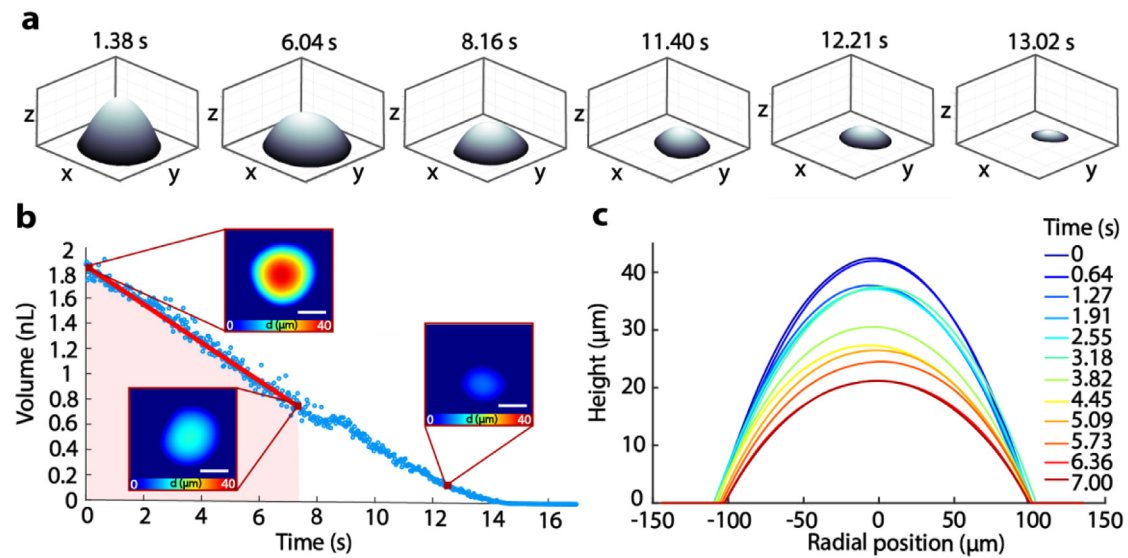 a
1.38 s
6.04 s
8.16 s
11.40 s
12.21 s
13.02 s
z
x
y
z
x
y
z
x
y
z
x
y
z
x
y
z
x
y
b
Volume (nL)
2
1.8
1.6
1.4
1.2
1
0.8
0.6
0.4
0.2
0
0 2 4 6 8 10 12 14 16
Time (s)
0 d (µm) 40
0 d (µm) 40
0 d (µm) 40
c
Height (µm)
40
30
20
10
0
-150 -100 -50 0 50 100 150
Radial position (µm)
Time (s)
0
0.64
1.27
1.91
2.55
3.18
3.82
4.45
5.09
5.73
6.36
7.00